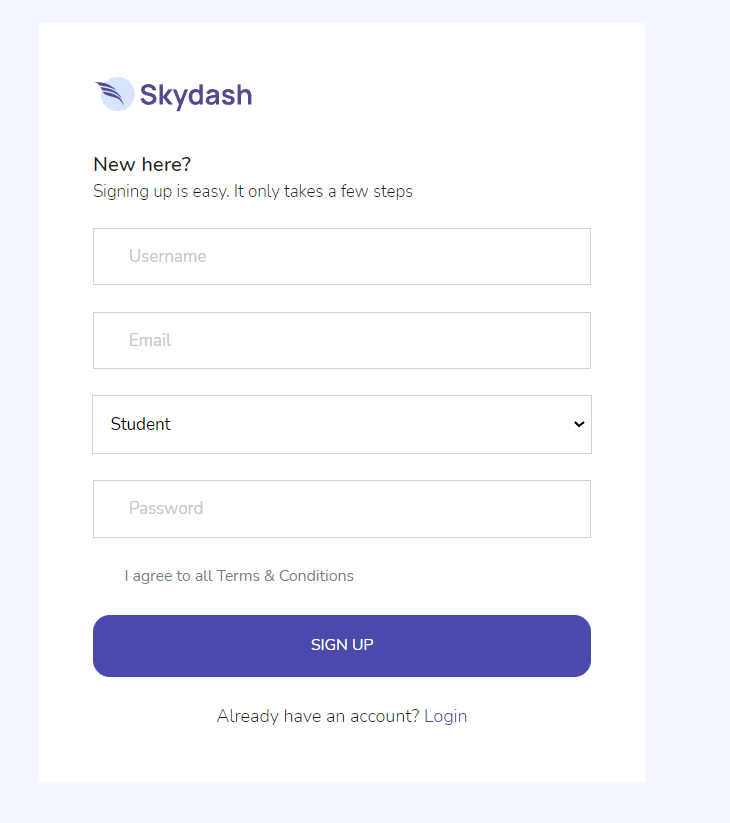 Skydash
New here?
Signing up is easy. It only takes a few steps
Username
Email
Student
Password
I agree to all Terms & Conditions
SIGN UP
Already have an account? Login